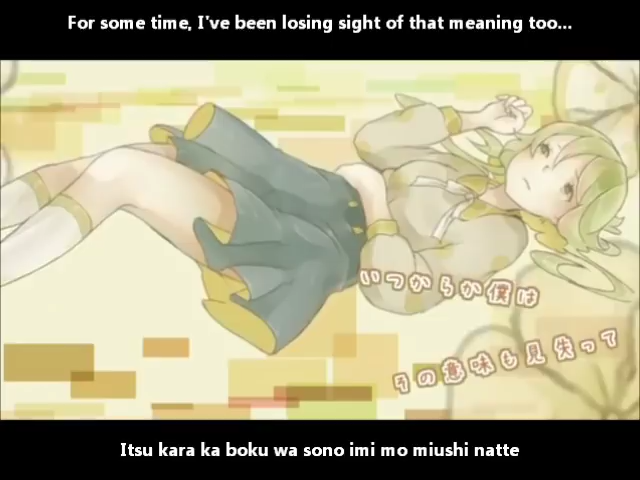 For some time, I've been losing sight of that meaning too...
いつからか僕は
その意味も見失って
Itsu kara ka boku wa sono imi mo miushi natte